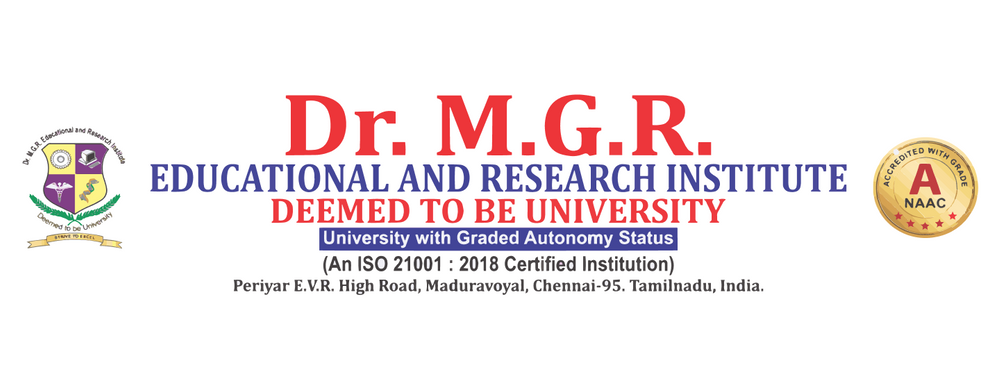 Dr. M.G.R. Educational and Research Institute
Deemed to be University
STRIVE TO EXCEL
Dr. M.G.R.
EDUCATIONAL AND RESEARCH INSTITUTE
DEEMED TO BE UNIVERSITY
University with Graded Autonomy Status
(An ISO 21001 : 2018 Certified Institution)
Periyar E.V.R. High Road, Maduravoyal, Chennai-95. Tamilnadu, India.
ACCREDITED WITH GRADE
A
NAAC